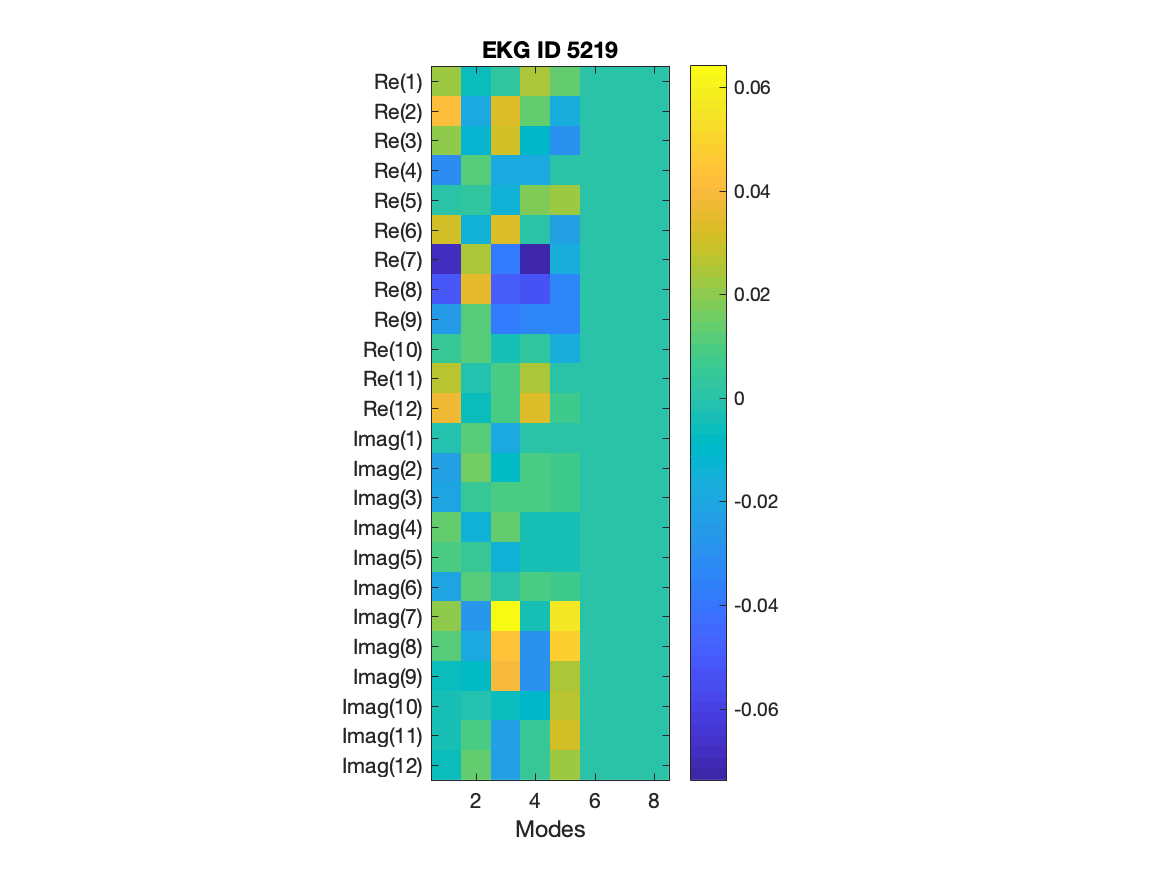 EKG ID 5219
Re(1)
Re(2)
Re(3)
Re(4)
Re(5)
Re(6)
Re(7)
Re(8)
Re(9)
Re(10)
Re(11)
Re(12)
Imag(1)
Imag(2)
Imag(3)
Imag(4)
Imag(5)
Imag(6)
Imag(7)
Imag(8)
Imag(9)
Imag(10)
Imag(11)
Imag(12)
2 4 6 8
Modes
0.06
0.04
0.02
0
-0.02
-0.04
-0.06